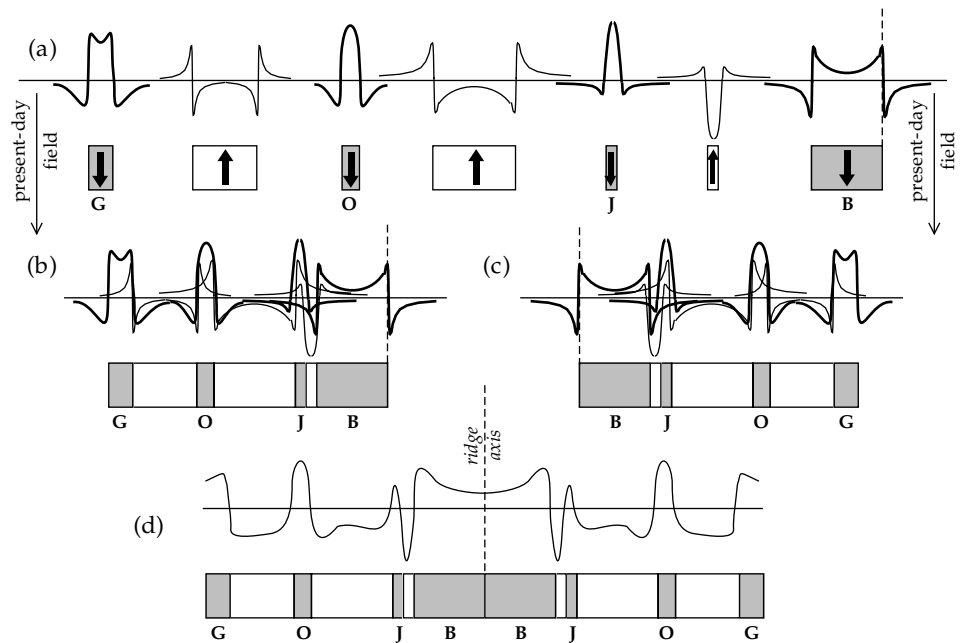 (a)
present-day
field
present-day
field
G
O
J
B
(b)
(c)
G
O
J
B
B
J
O
G
ridge
axis
(d)
G
O
J
B
B
J
O
G